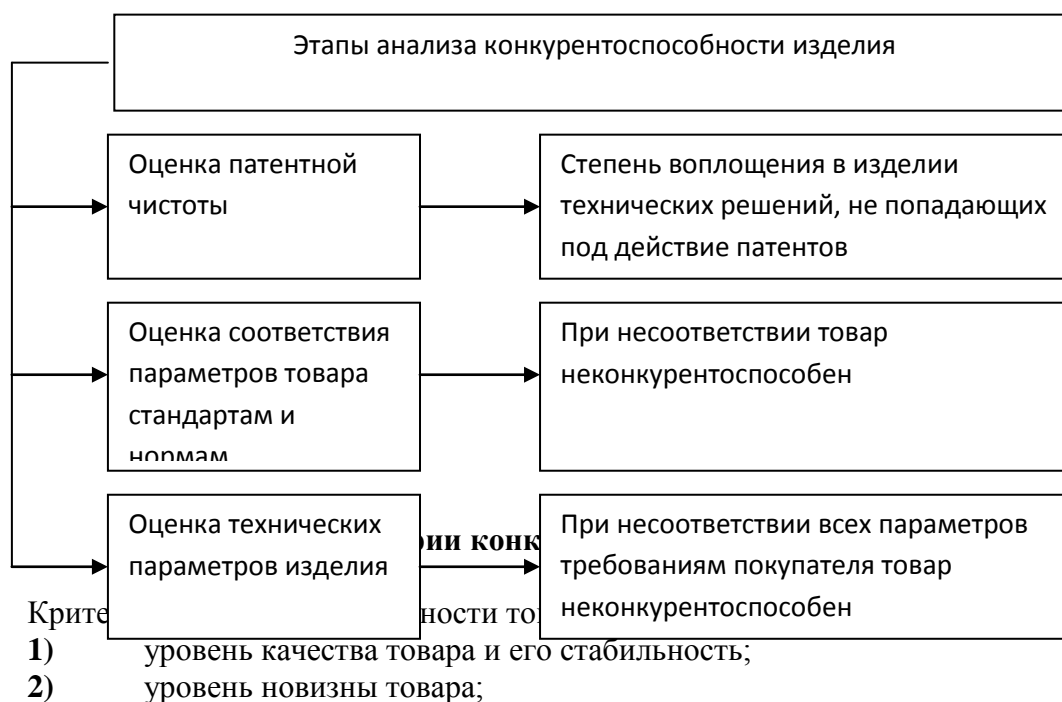 Этапы анализа конкурентоспособности изделия
Оценка патентной
чистоты
Степень воплощения в изделии
технических решений, не попадающих
под действие патентов
Оценка соответствия
параметров товара
стандартам и
нормам
При несоответствии товар
неконкурентоспособен
Оценка технических
параметров изделия
При несоответствии всех параметров
требованиям покупателя товар
неконкурентоспособен
1) уровень качества товара и его стабильность;
2) уровень новизны товара;